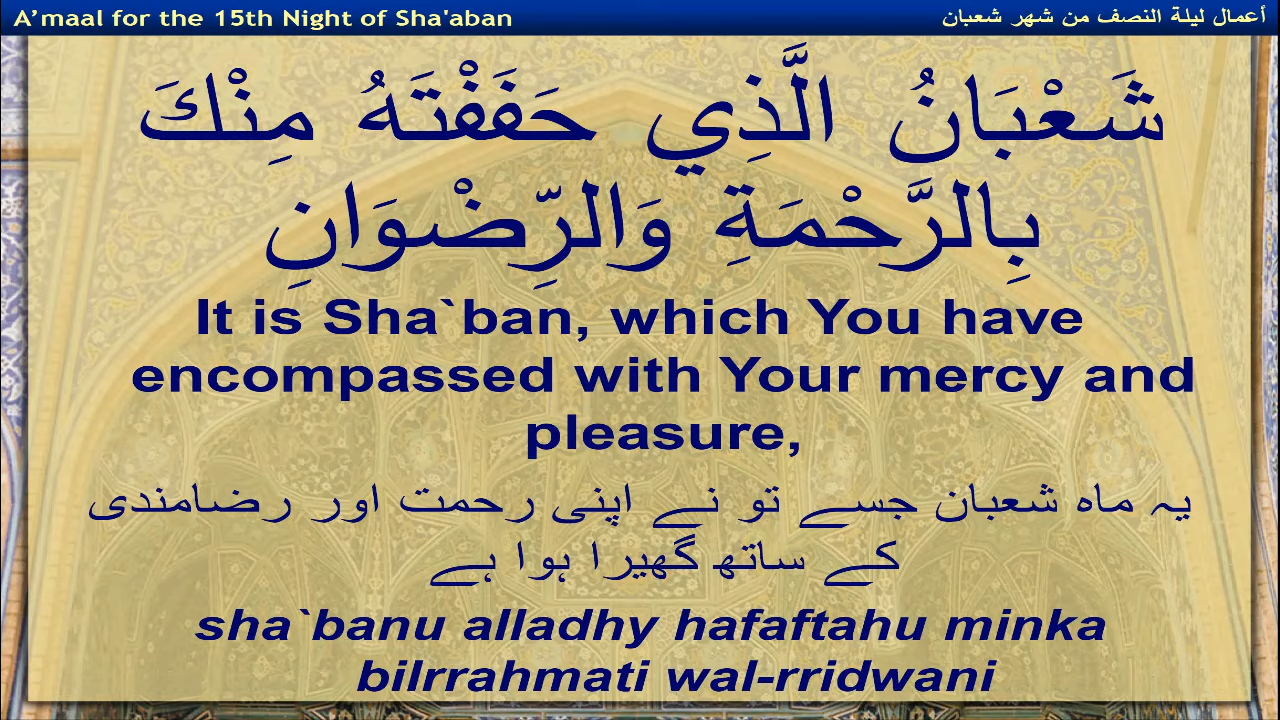 A’maal for the 15th Night of Sha'aban
أعمال ليلة النصف من شهر شعبان
شَعْبَانُ الَّذِي حَفَفْتَهُ مِنْكَ
بِالرَّحْمَةِ وَالرِّضْوَانِ
It is Sha`ban, which You have
encompassed with Your mercy and
pleasure,
یہ ماہ شعبان جسے تو نے اپنی رحمت اور رضامندی
کے ساتھ گھیرا ہوا ہے
sha`banu alladhy hafaftahu minka
bilrrahmati wal-rridwani